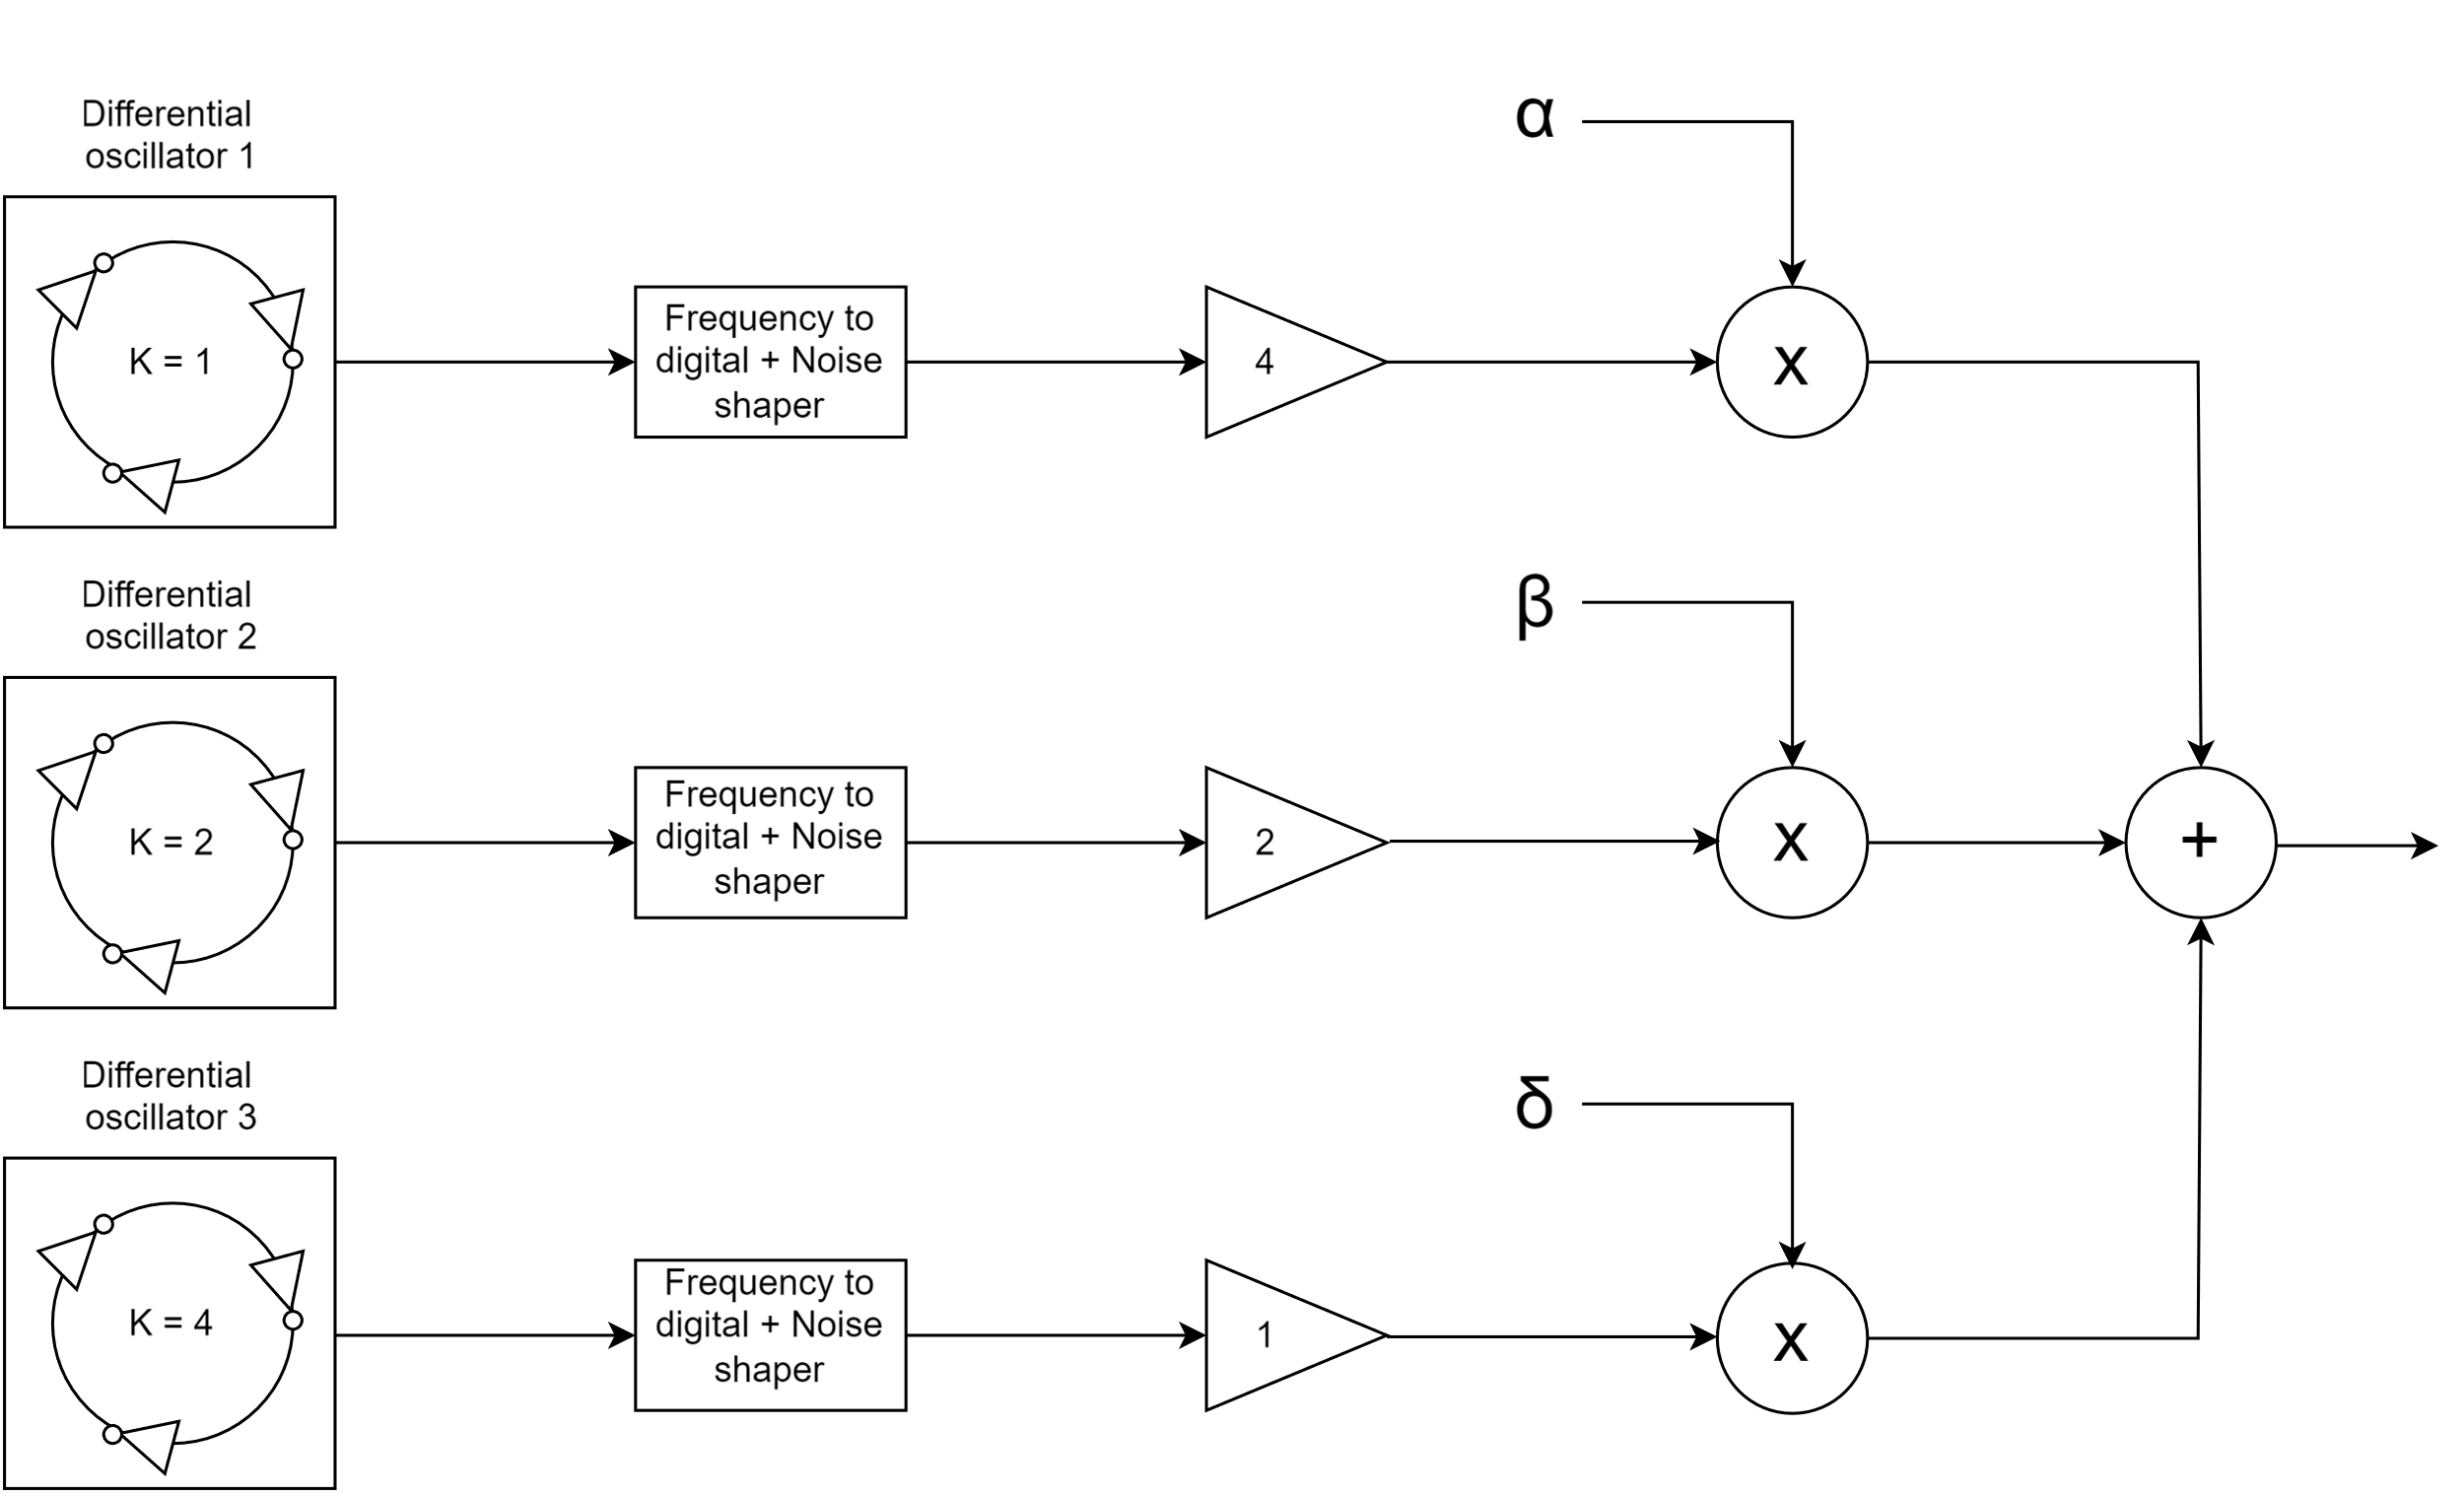 Differential
oscillator 1
K = 1
Frequency to
digital + Noise
shaper
4
α
X
Differential
oscillator 2
K = 2
Frequency to
digital + Noise
shaper
2
β
X
+
Differential
oscillator 3
K = 4
Frequency to
digital + Noise
shaper
1
δ
X